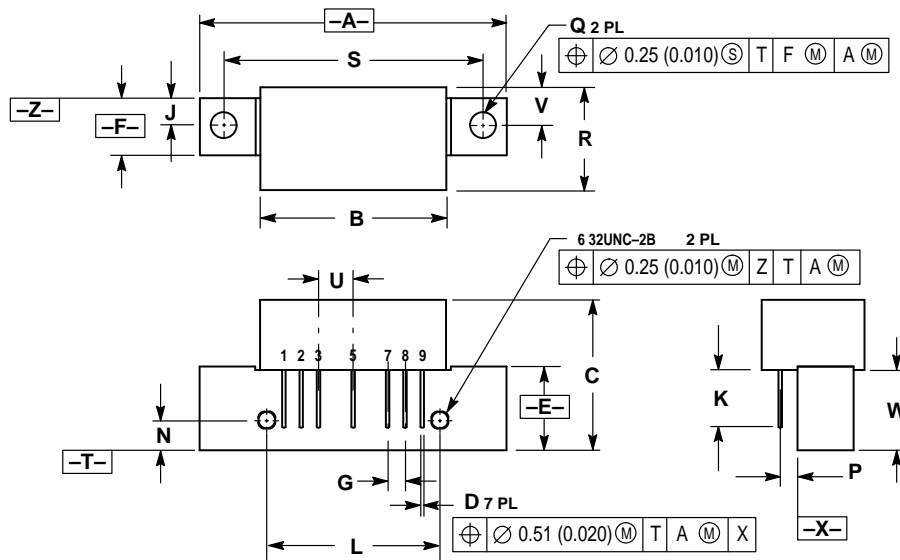 –A–
Q 2 PL
⌖ ∅ 0.25 (0.010) Ⓢ T F Ⓜ A Ⓜ
S
–Z–
J
–F–
V
R
B
6 32UNC–2B 2 PL
⌖ ∅ 0.25 (0.010) Ⓜ Z T A Ⓜ
U
1 2 3 5 7 8 9
C
K
W
–E–
N
–T–
G
P
D 7 PL
–X–
L
⌖ ∅ 0.51 (0.020) Ⓜ T A Ⓜ X